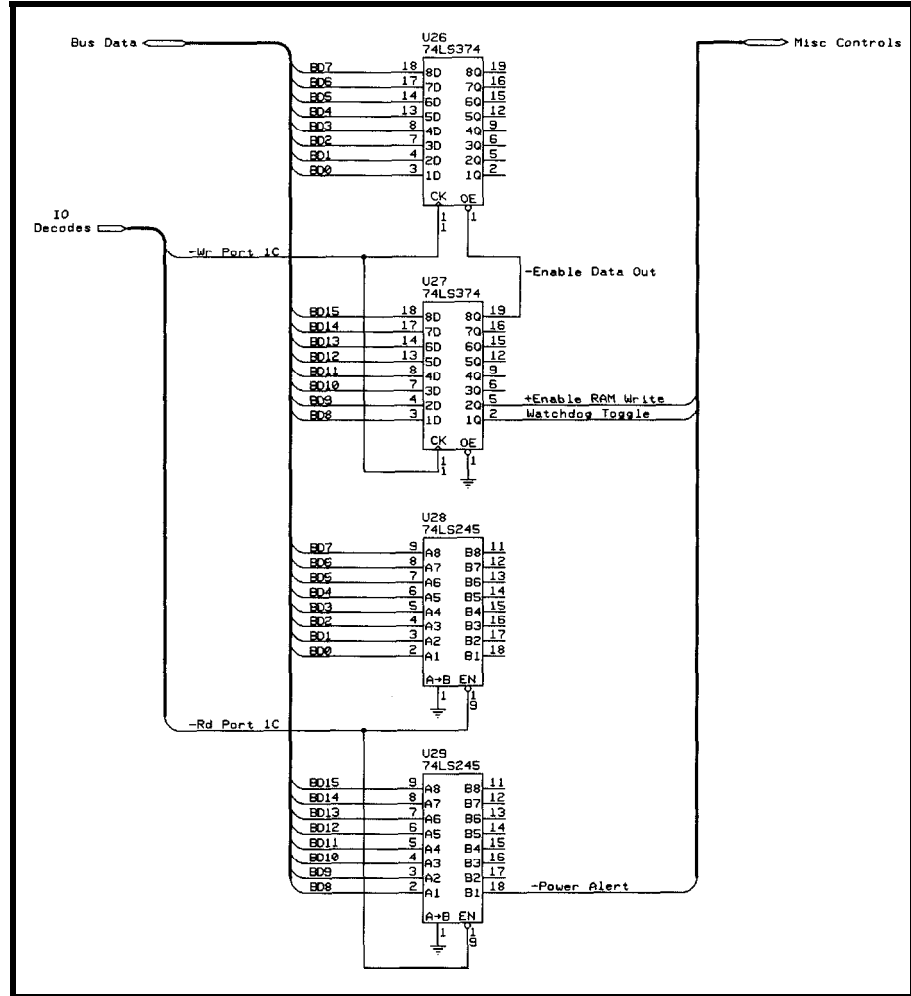 Bus Data
Misc Controls
IO
Decodes
U26
74LS374
BD7 18 8D 8Q 19
BD6 17 7D 7Q 16
BD5 14 6D 6Q 15
BD4 13 5D 5Q 12
BD3 8 4D 4Q 9
BD2 7 3D 3Q 6
BD1 4 2D 2Q 5
BD0 3 1D 1Q 2
CK OE
11 1
-Wr Port 1C
-Enable Data Out
U27
74LS374
BD15 18 8D 8Q 19
BD14 17 7D 7Q 16
BD13 14 6D 6Q 15
BD12 13 5D 5Q 12
BD11 8 4D 4Q 9
BD10 7 3D 3Q 6
BD9 4 2D 2Q 5 +Enable RAM Write
BD8 3 1D 1Q 2 Watchdog Toggle
CK OE
11 1
U28
74LS245
BD7 9 A8 B8 11
BD6 8 A7 B7 12
BD5 7 A6 B6 13
BD4 6 A5 B5 14
BD3 5 A4 B4 15
BD2 4 A3 B3 16
BD1 3 A2 B2 17
BD0 2 A1 B1 18
A→B EN
1 19
-Rd Port 1C
U29
74LS245
BD15 9 A8 B8 11
BD14 8 A7 B7 12
BD13 7 A6 B6 13
BD12 6 A5 B5 14
BD11 5 A4 B4 15
BD10 4 A3 B3 16
BD9 3 A2 B2 17
BD8 2 A1 B1 18 -Power Alert
A→B EN
1 19